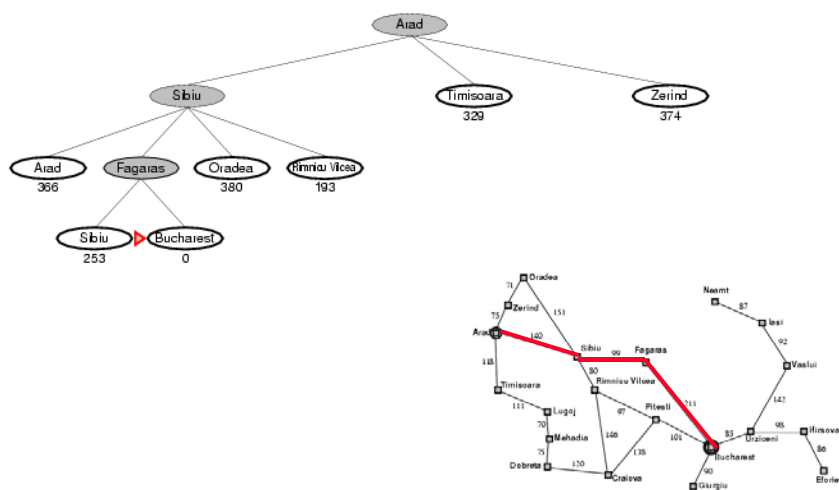 Arad
Sibiu
Timisoara
Zerind
329
374
Arad
Fagaras
Oradea
Rimnicu Vilcea
366
380
193
Sibiu
Bucharest
253
0
Oradea
71
Neamt
Zerind
87
75
151
Iasi
Arad
140
92
Sibiu
99
Fagaras
118
80
Vaslui
Timisoara
Rimnicu Vilcea
142
111
Lugoj
97
Pitesti
211
70
98
Hirsova
Mehadia
146
101
85
Urziceni
75
138
86
Bucharest
Dobreta
120
90
Craiova
Eforie
Giurgiu